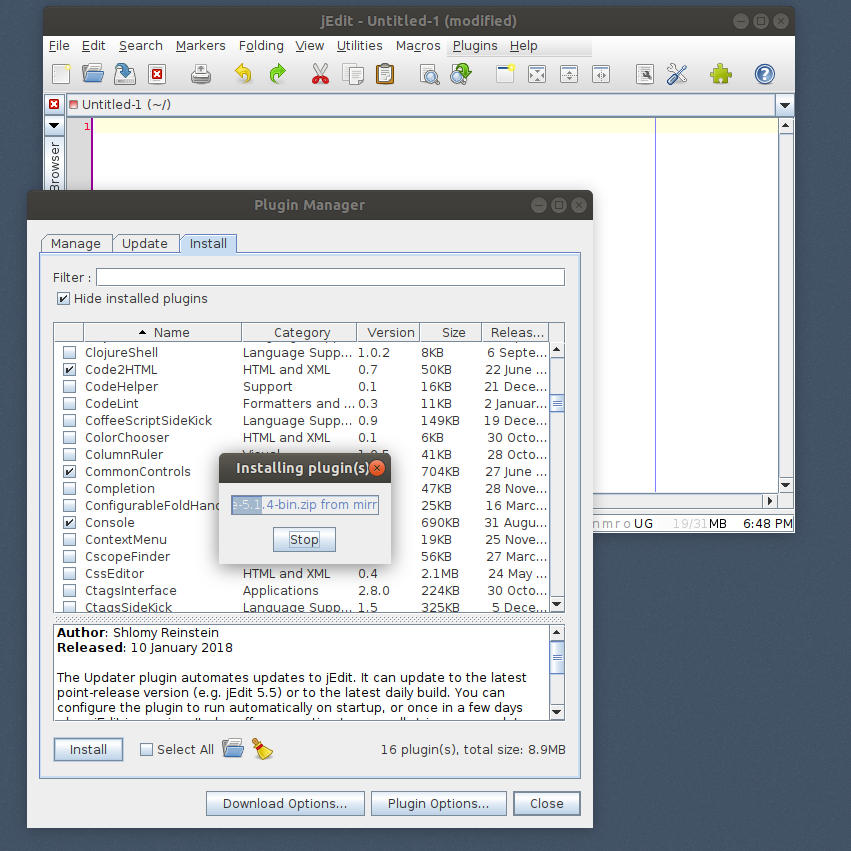 jEdit - Untitled-1 (modified)
File Edit Search Markers Folding View Utilities Macros Plugins Help
Untitled-1 (~/)
1
Browser
Plugin Manager
Manage Update Install
Filter :
Hide installed plugins
Name Category Version Size Releas...
ClojureShell Language Supp... 1.0.2 8KB 6 Septe...
Code2HTML HTML and XML 0.7 50KB 22 June ...
CodeHelper Support 0.1 16KB 21 Dece...
CodeLint Formatters and ... 0.3 11KB 2 Januar...
CoffeeScriptSideKick Language Supp... 0.9 149KB 19 Dece...
ColorChooser HTML and XML 0.1 6KB 30 Octo...
ColumnRuler 41KB 28 Octo...
CommonControls 704KB 27 June ...
Completion 47KB 28 Nove...
ConfigurableFoldHand 25KB 16 Marc...
Console 690KB 31 Augu...
ContextMenu 19KB 25 Nove...
CscopeFinder 56KB 27 Marc...
CssEditor HTML and XML 0.4 2.1MB 24 May ...
CtagsInterface Applications 2.8.0 224KB 30 Octo...
CtagsSideKick Language Supp... 1.5 325KB 5 Dece...
Installing plugin(s)
e-5.1.4-bin.zip from mirr
Stop
nmroUG 19/31MB 6:48 PM
Author: Shlomy Reinstein
Released: 10 January 2018
The Updater plugin automates updates to jEdit. It can update to the latest
point-release version (e.g. jEdit 5.5) or to the latest daily build. You can
configure the plugin to run automatically on startup, or once in a few days
Install Select All 16 plugin(s), total size: 8.9MB
Download Options... Plugin Options... Close